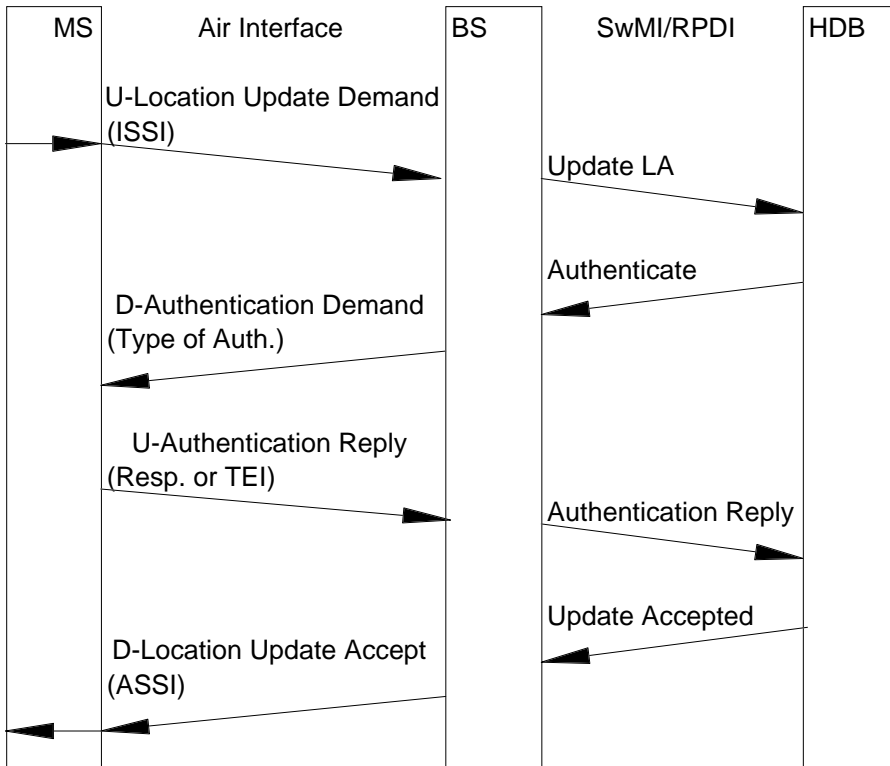 MS Air Interface BS SwMI/RPDI HDB
U-Location Update Demand
(ISSI)
Update LA
Authenticate
D-Authentication Demand
(Type of Auth.)
U-Authentication Reply
(Resp. or TEI)
Authentication Reply
Update Accepted
D-Location Update Accept
(ASSI)